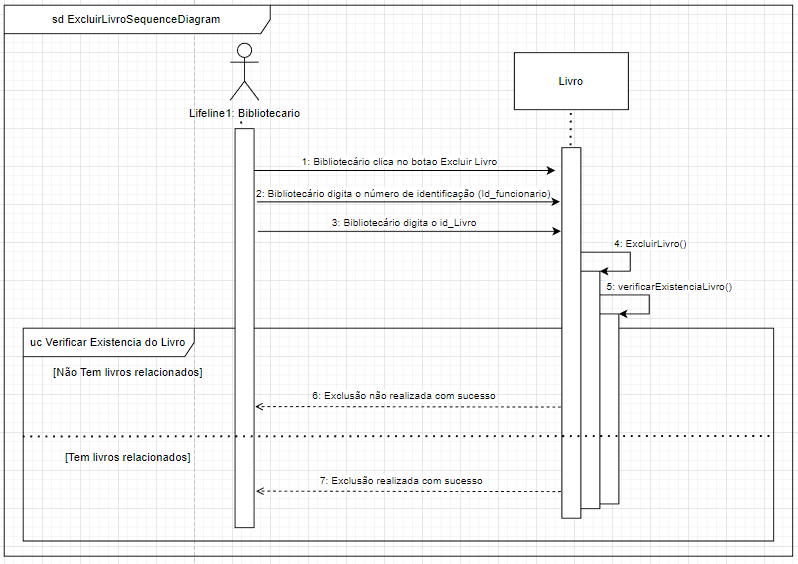 sd ExcluirLivroSequenceDiagram
Livro
Lifeline1: Bibliotecario
1: Bibliotecário clica no botao Excluir Livro
2: Bibliotecário digita o número de identificação (Id_funcionario)
3: Bibliotecário digita o id_Livro
4: ExcluirLivro()
5: verificarExistenciaLivro()
uc Verificar Existencia do Livro
[Não Tem livros relacionados]
6: Exclusão não realizada com sucesso
[Tem livros relacionados]
7: Exclusão realizada com sucesso